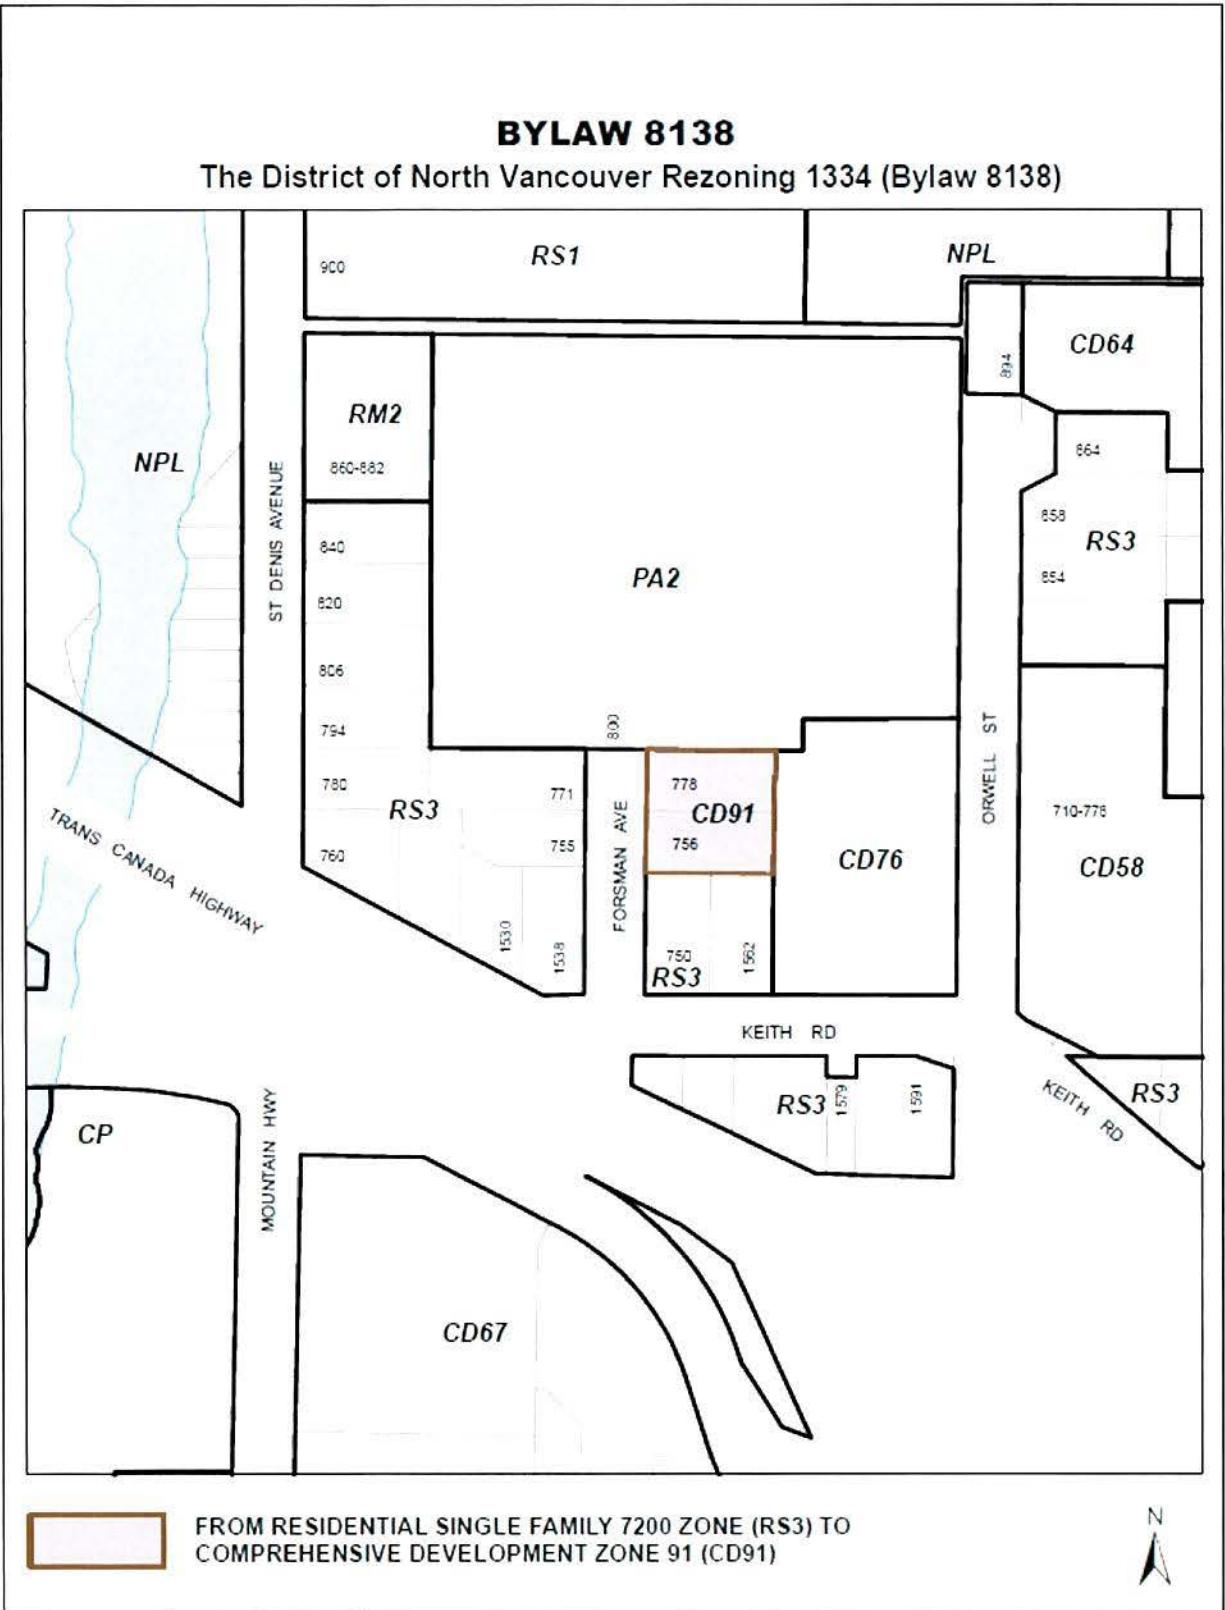 BYLAW 8138
The District of North Vancouver Rezoning 1334 (Bylaw 8138)
RS1
NPL
900
CD64
894
RM2
NPL
864
860-882
ST DENIS AVENUE
858
RS3
840
PA2
854
820
806
800
794
ORWELL ST
780
RS3
771
778
CD91
710-778
TRANS CANADA HIGHWAY
760
755
FORSMAN AVE
756
CD76
CD58
1530
1538
750
1562
RS3
KEITH RD
MOUNTAIN HWY
RS3
1579
1591
KEITH RD
RS3
CP
CD67
FROM RESIDENTIAL SINGLE FAMILY 7200 ZONE (RS3) TO
COMPREHENSIVE DEVELOPMENT ZONE 91 (CD91)
N